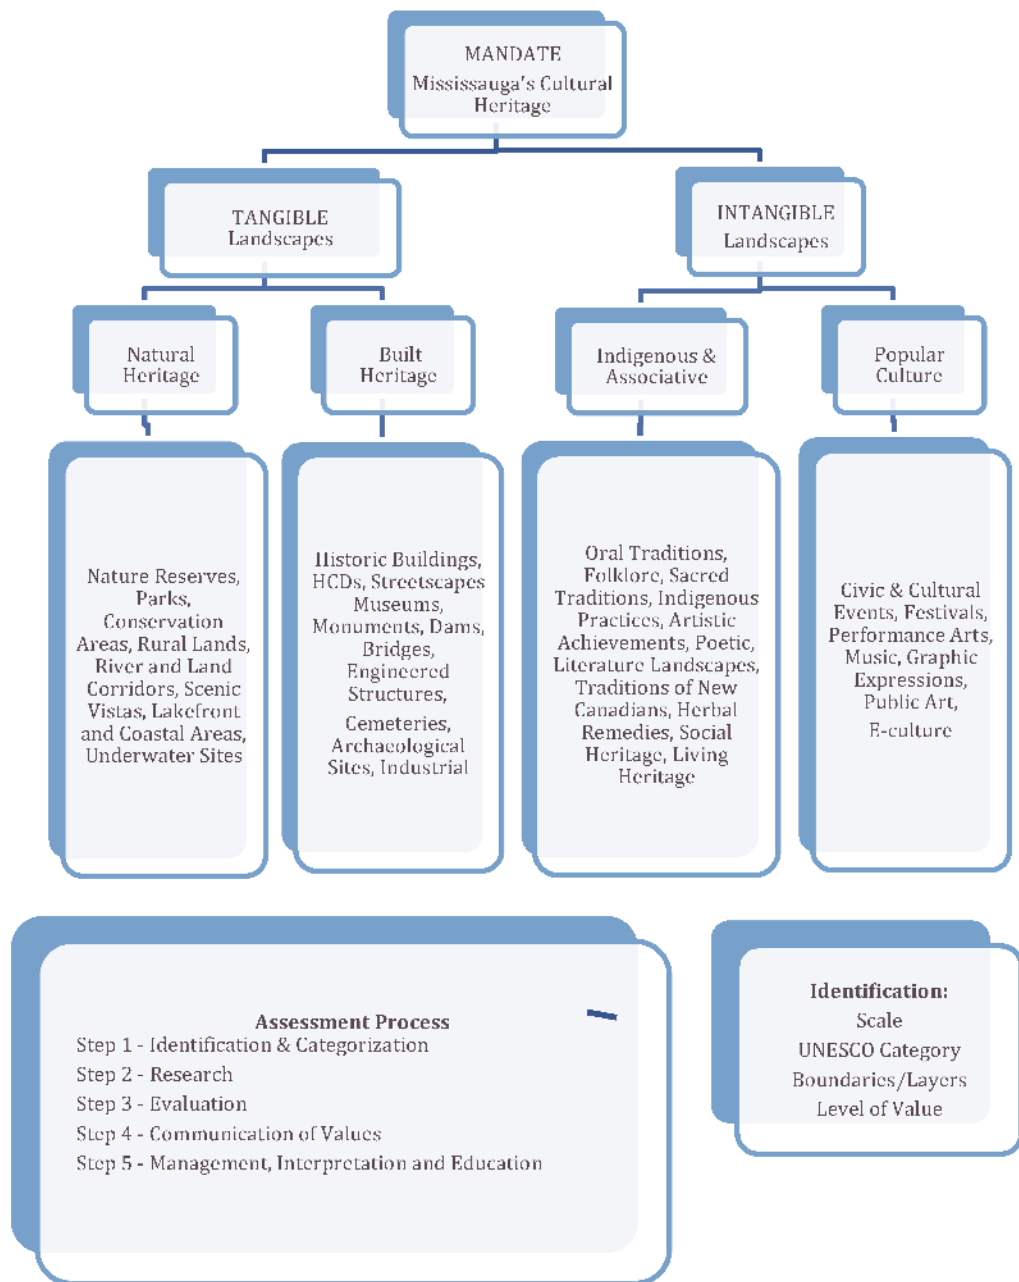 MANDATE
Mississauga's Cultural
Heritage
TANGIBLE
Landscapes
INTANGIBLE
Landscapes
Natural
Heritage
Built
Heritage
Indigenous &
Associative
Popular
Culture
Nature Reserves,
Parks,
Conservation
Areas, Rural Lands,
River and Land
Corridors, Scenic
Vistas, Lakefront
and Coastal Areas,
Underwater Sites
Historic Buildings,
HCDs, Streetscapes
Museums,
Monuments, Dams,
Bridges,
Engineered
Structures,
Cemeteries,
Archaeological
Sites, Industrial
Oral Traditions,
Folklore, Sacred
Traditions, Indigenous
Practices, Artistic
Achievements, Poetic,
Literature Landscapes,
Traditions of New
Canadians, Herbal
Remedies, Social
Heritage, Living
Heritage
Civic & Cultural
Events, Festivals,
Performance Arts,
Music, Graphic
Expressions,
Public Art,
E-culture
Assessment Process
Step 1 - Identification & Categorization
Step 2 - Research
Step 3 - Evaluation
Step 4 - Communication of Values
Step 5 - Management, Interpretation and Education
Identification:
Scale
UNESCO Category
Boundaries/Layers
Level of Value